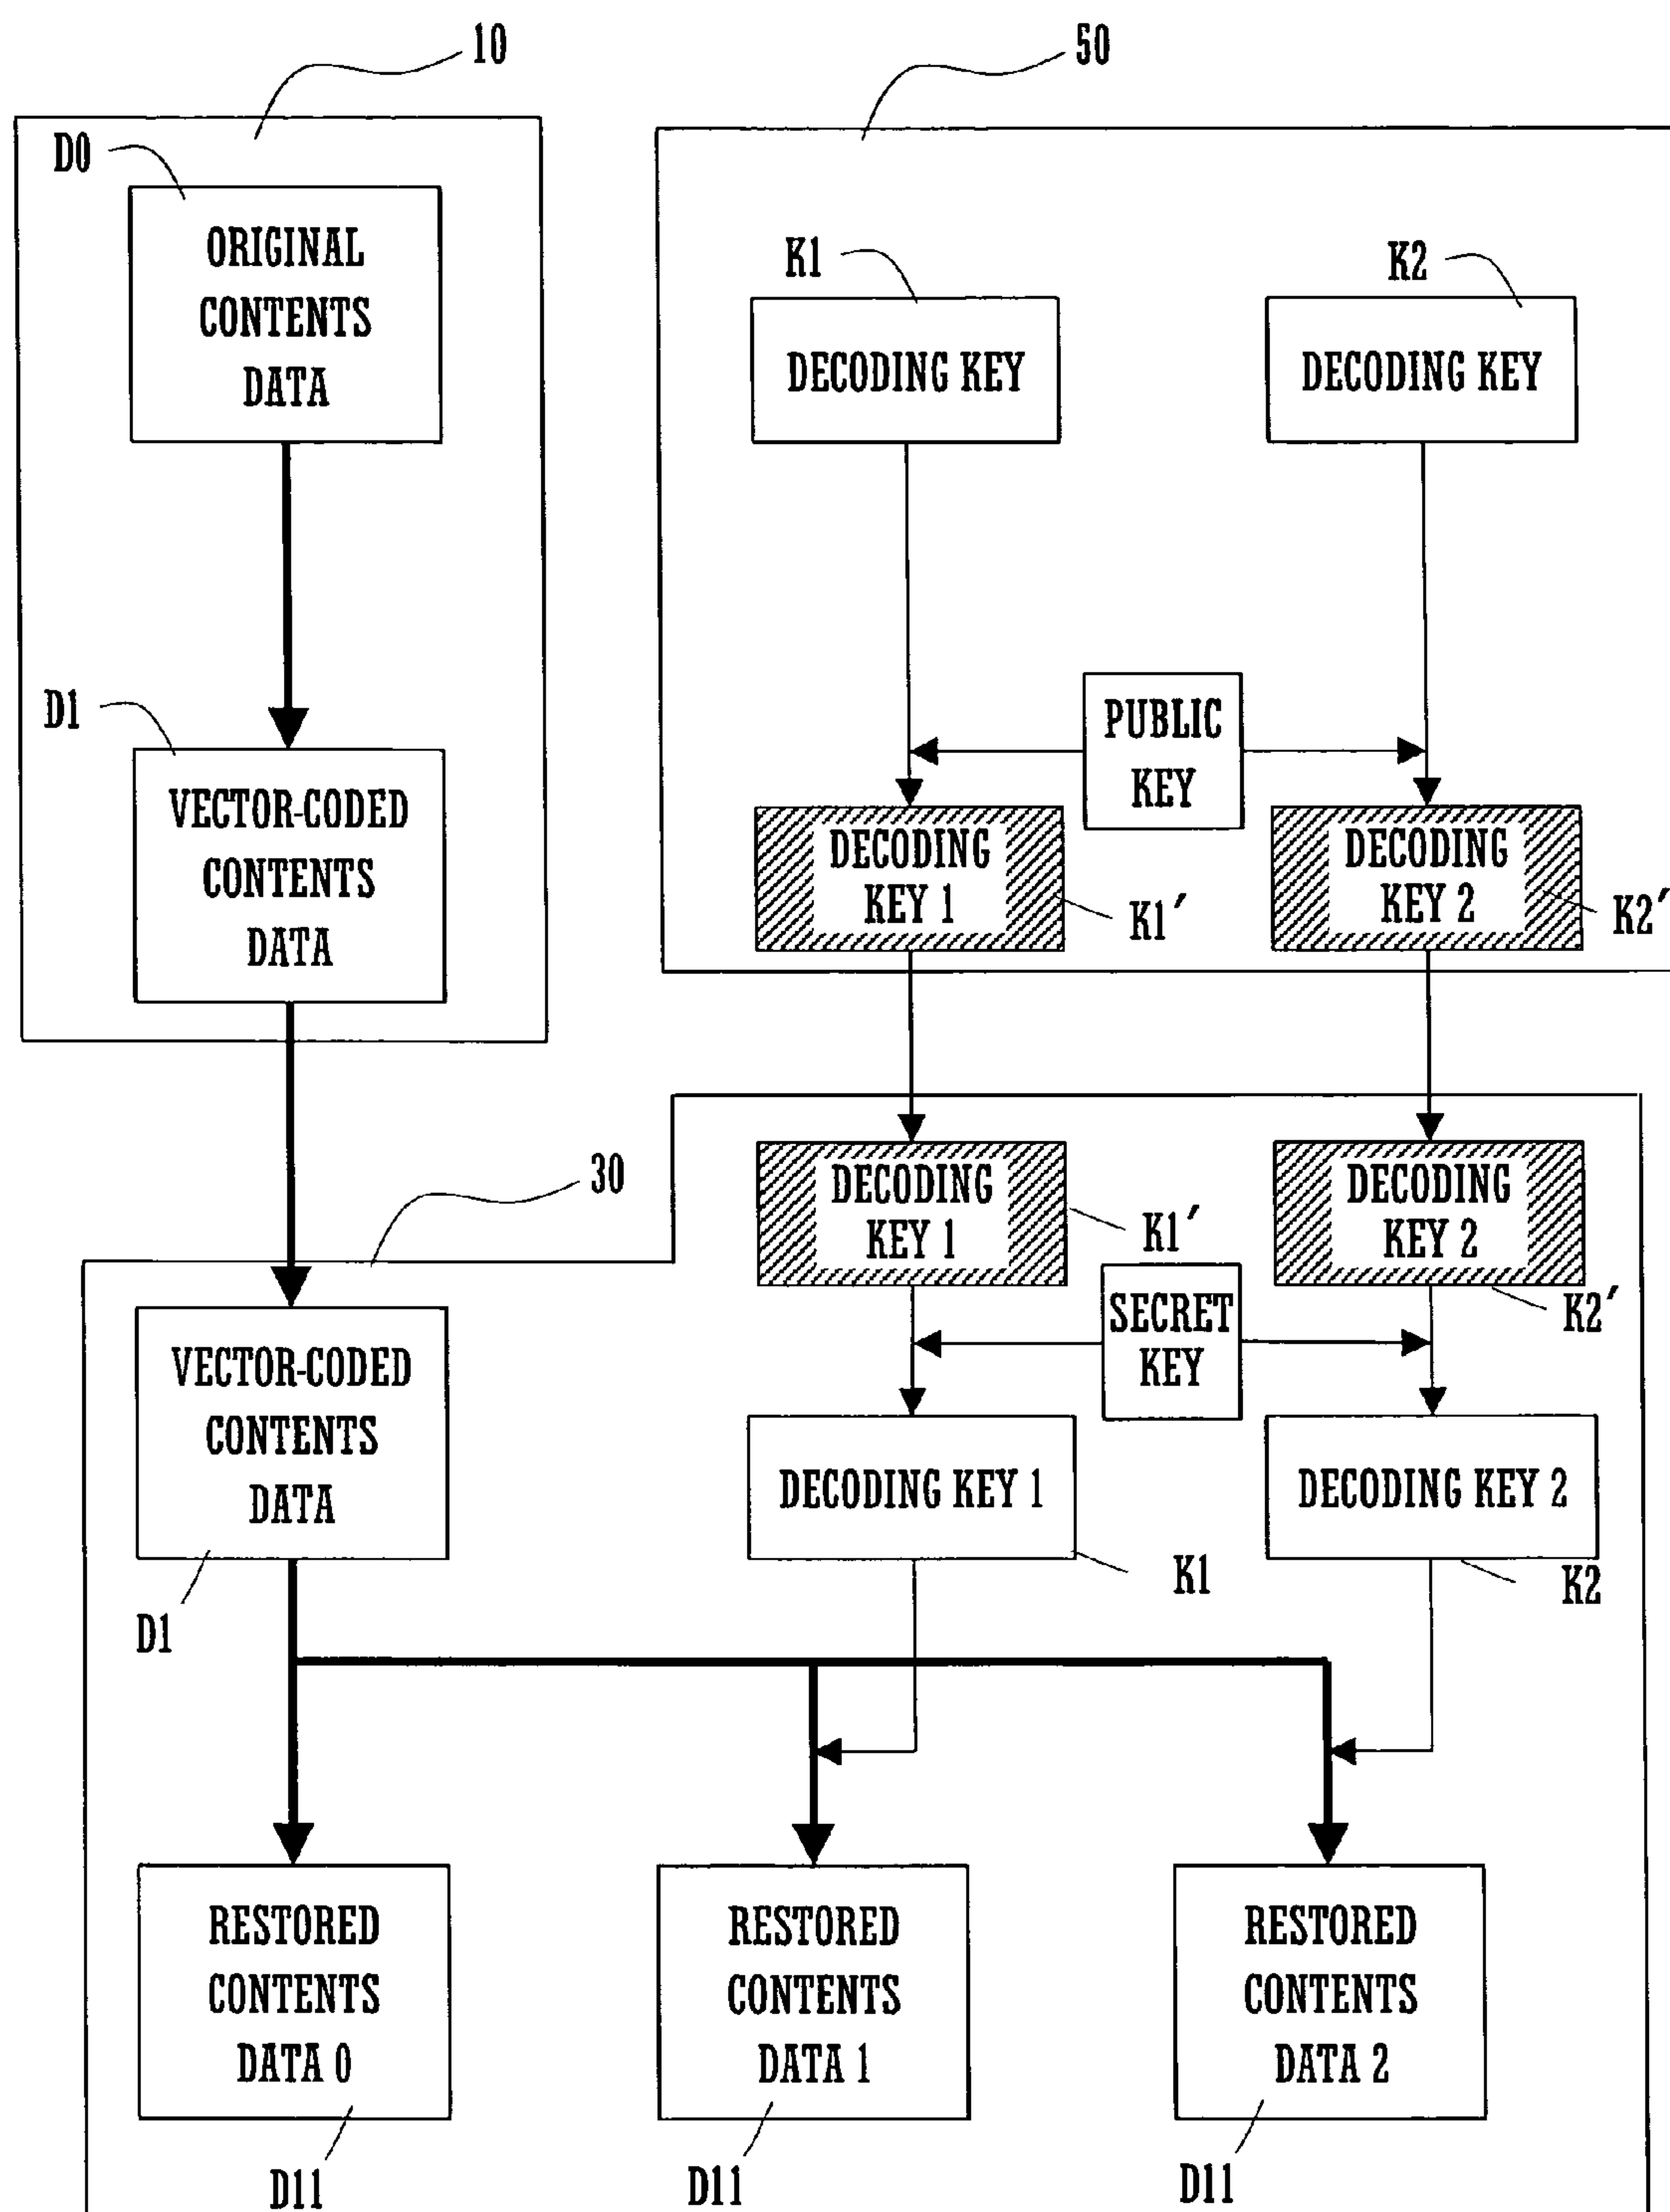 10
50
D0
ORIGINAL
CONTENTS
DATA
K1
K2
DECODING KEY
DECODING KEY
D1
PUBLIC
KEY
VECTOR-CODED
CONTENTS
DATA
DECODING
KEY 1
K1′
DECODING
KEY 2
K2′
30
DECODING
KEY 1
K1′
DECODING
KEY 2
K2′
SECRET
KEY
VECTOR-CODED
CONTENTS
DATA
D1
DECODING KEY 1
K1
DECODING KEY 2
K2
RESTORED
CONTENTS
DATA 0
D11
RESTORED
CONTENTS
DATA 1
D11
RESTORED
CONTENTS
DATA 2
D11